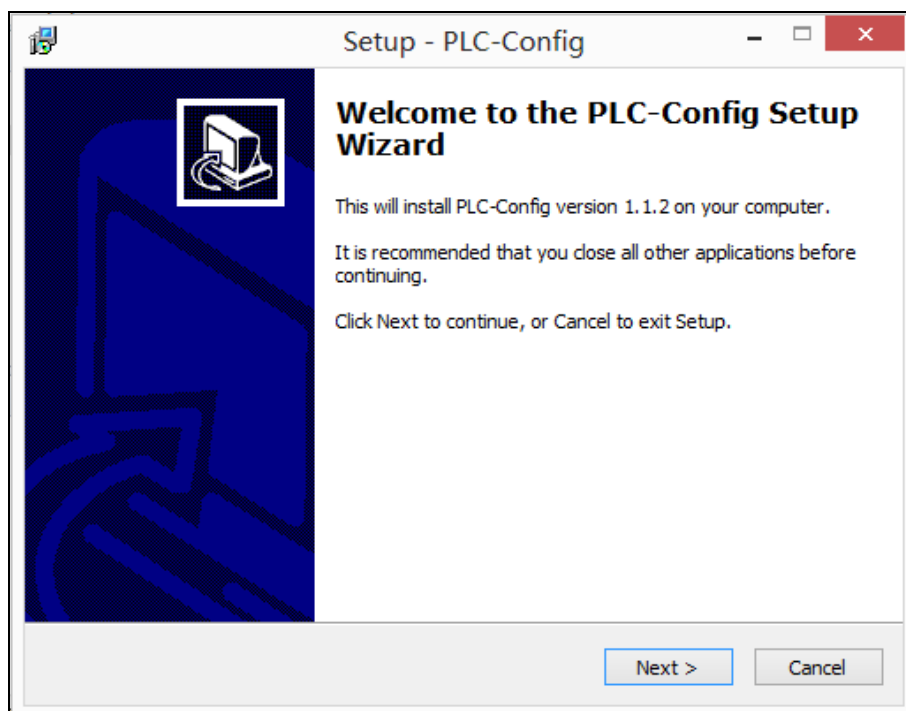 Setup - PLC-Config
Welcome to the PLC-Config Setup
Wizard
This will install PLC-Config version 1.1.2 on your computer.
It is recommended that you close all other applications before
continuing.
Click Next to continue, or Cancel to exit Setup.
Next >
Cancel